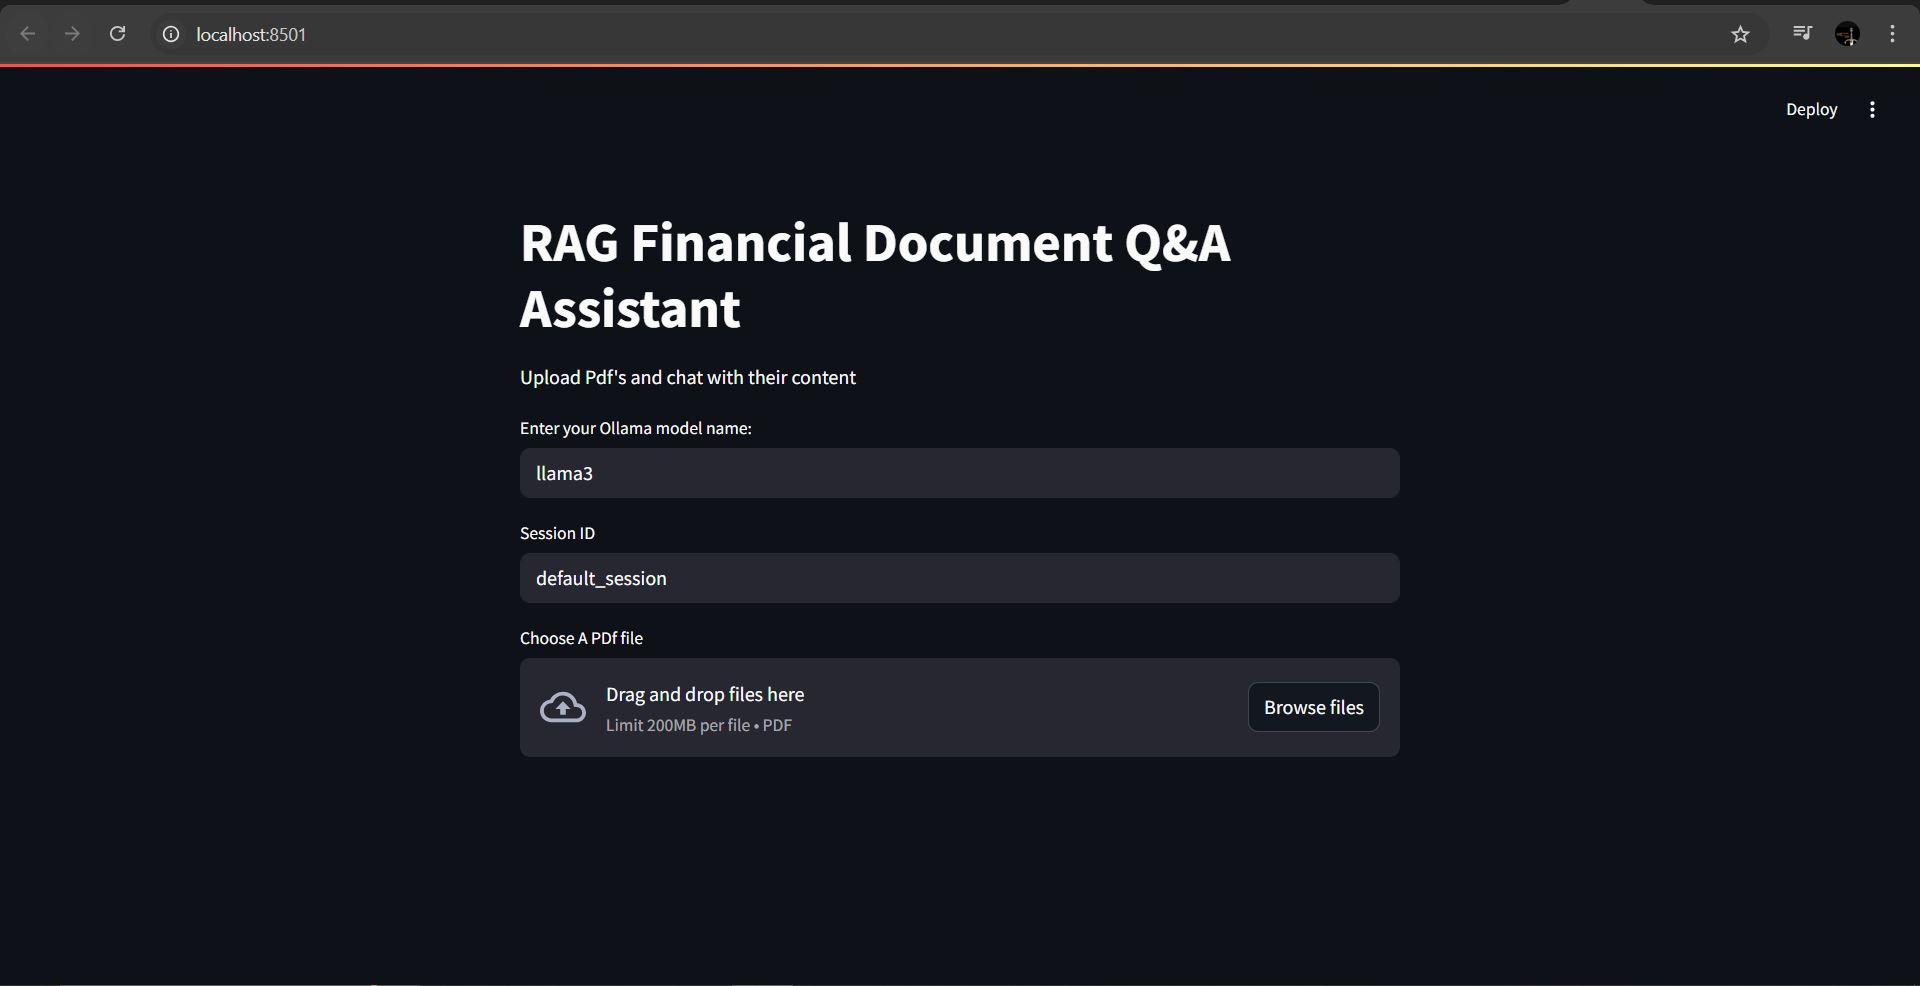 localhost:8501
Deploy
RAG Financial Document Q&A
Assistant
Upload Pdf's and chat with their content
Enter your Ollama model name:
llama3
Session ID
default_session
Choose A PDf file
Drag and drop files here
Limit 200MB per file • PDF
Browse files